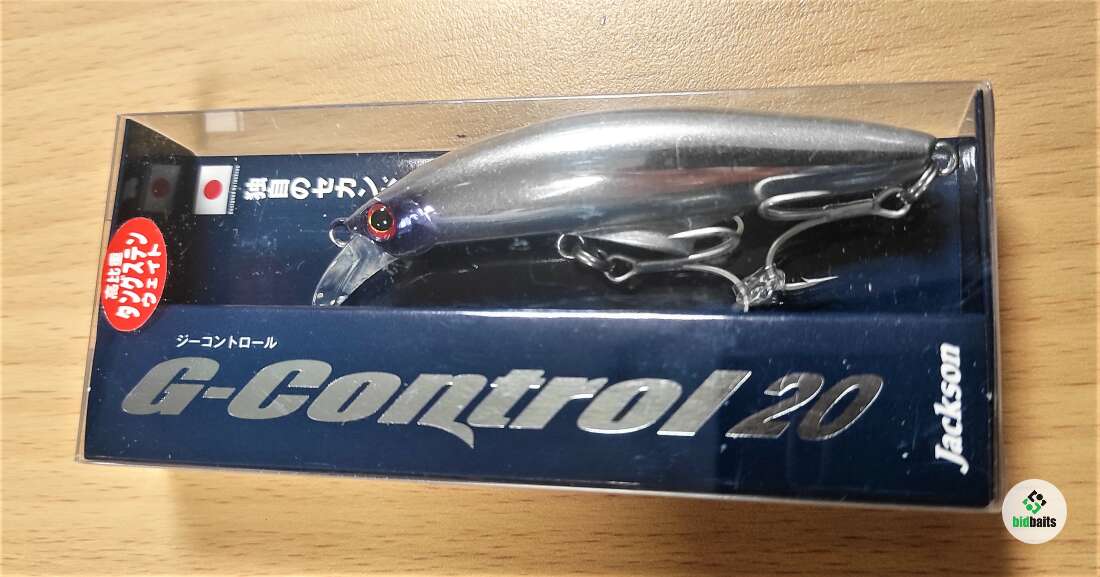 独自のセカン
高比重
タングステン
ウェイト
ジーコントロール
G-Control 20
Jackson
bidbaits